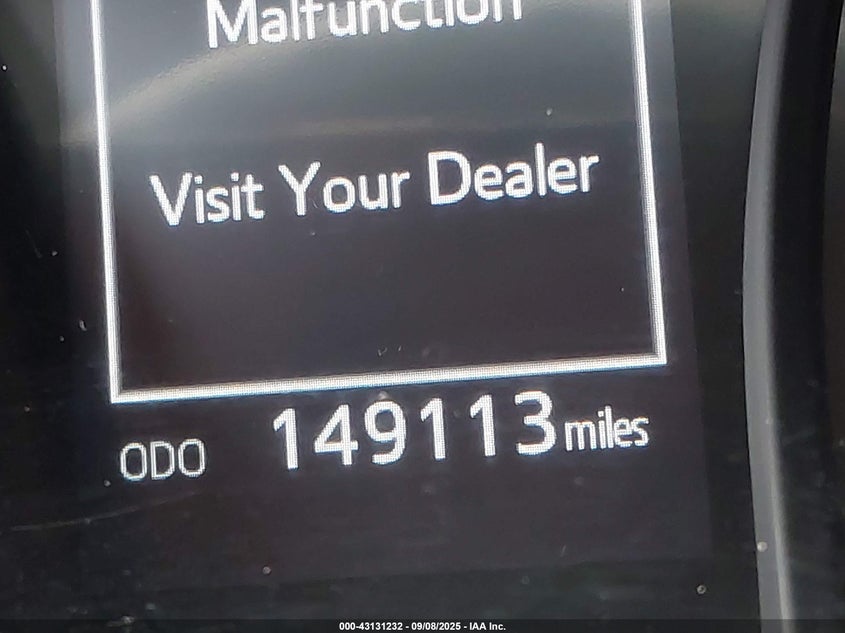 Malfunction
Visit Your Dealer
ODO 149113 miles
000-43131232 - 09/08/2025 - IAA Inc.